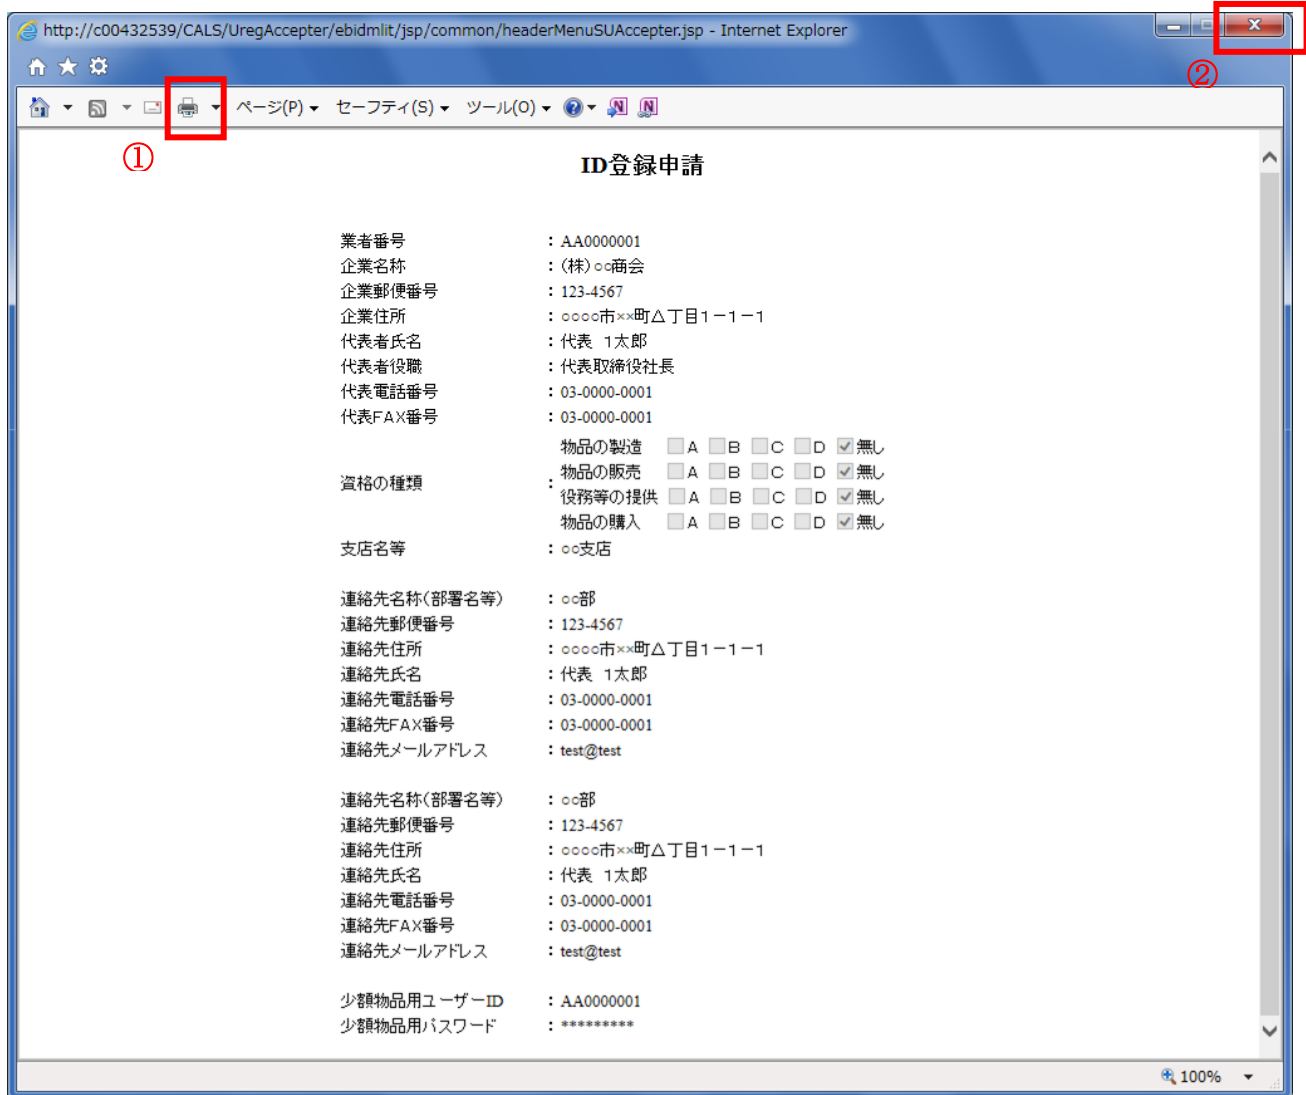 http://c00432539/CALS/UregAccepter/ebidmlit/jsp/common/headerMenuSUAccepter.jsp - Internet Explorer
②
ページ(P) セーフティ(S) ツール(O)
①
ID登録申請
業者番号 : AA0000001
企業名称 : (株)○○商会
企業郵便番号 : 123-4567
企業住所 : ○○○○市××町△丁目1-1-1
代表者氏名 : 代表 1太郎
代表者役職 : 代表取締役社長
代表電話番号 : 03-0000-0001
代表FAX番号 : 03-0000-0001
資格の種類 :
物品の製造 A B C D 無し
物品の販売 A B C D 無し
役務等の提供 A B C D 無し
物品の購入 A B C D 無し
支店名等 : ○○支店
連絡先名称(部署名等) : ○○部
連絡先郵便番号 : 123-4567
連絡先住所 : ○○○○市××町△丁目1-1-1
連絡先氏名 : 代表 1太郎
連絡先電話番号 : 03-0000-0001
連絡先FAX番号 : 03-0000-0001
連絡先メールアドレス : test@test
連絡先名称(部署名等) : ○○部
連絡先郵便番号 : 123-4567
連絡先住所 : ○○○○市××町△丁目1-1-1
連絡先氏名 : 代表 1太郎
連絡先電話番号 : 03-0000-0001
連絡先FAX番号 : 03-0000-0001
連絡先メールアドレス : test@test
少額物品用ユーザーID : AA0000001
少額物品用パスワード : *********
100%